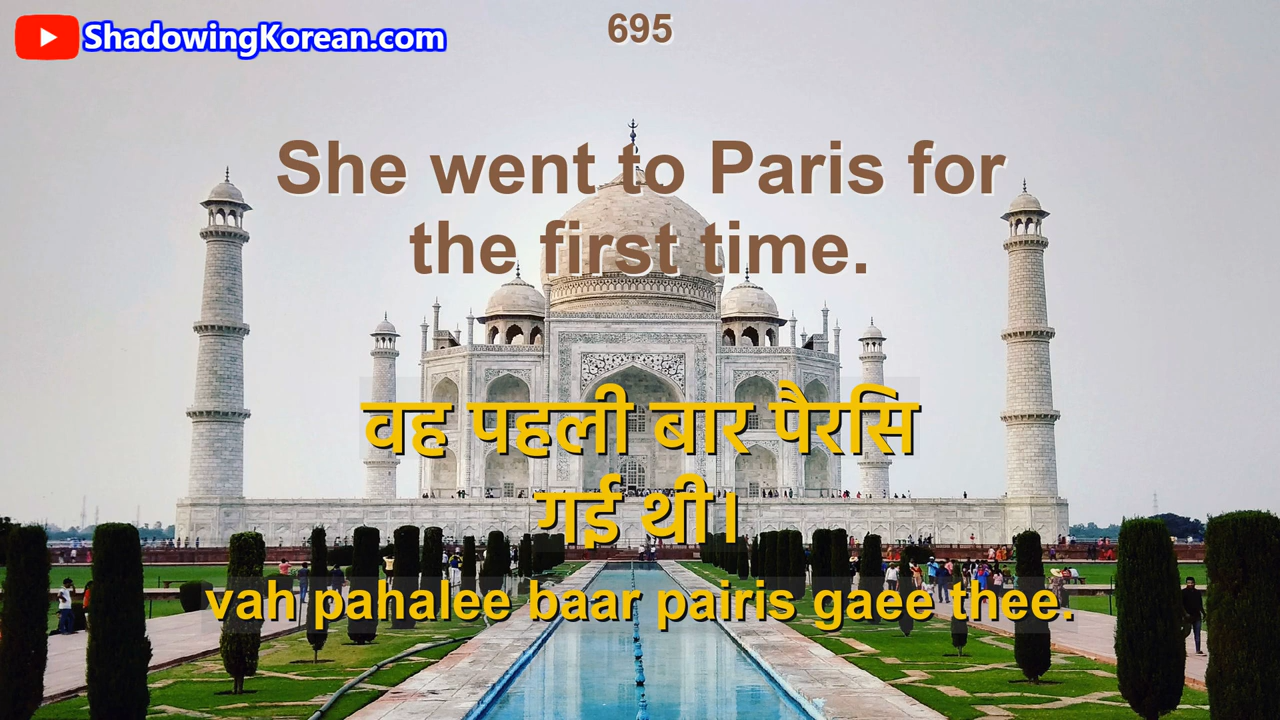 ShadowingKorean.com
695
She went to Paris for
the first time.
वह पहली बार पैरसि
गई थी।
vah pahalee baar pairis gaee thee.